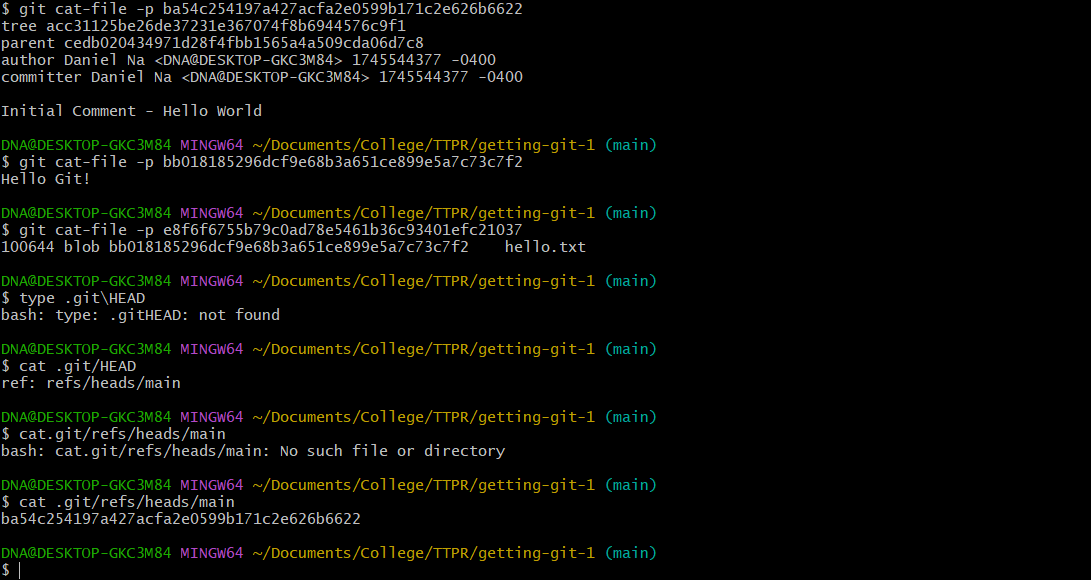 $ git cat-file -p ba54c254197a427acfa2e0599b171c2e626b6622
tree acc31125be26de37231e367074f8b6944576c9f1
parent cedb020434971d28f4fbb1565a4a509cda06d7c8
author Daniel Na <DNA@DESKTOP-GKC3M84> 1745544377 -0400
committer Daniel Na <DNA@DESKTOP-GKC3M84> 1745544377 -0400
Initial Comment - Hello World
DNA@DESKTOP-GKC3M84 MINGW64 ~/Documents/College/TTPR/getting-git-1 (main)
$ git cat-file -p bb018185296dcf9e68b3a651ce899e5a7c73c7f2
Hello Git!
DNA@DESKTOP-GKC3M84 MINGW64 ~/Documents/College/TTPR/getting-git-1 (main)
$ git cat-file -p e8f6f6755b79c0ad78e5461b36c93401efc21037
100644 blob bb018185296dcf9e68b3a651ce899e5a7c73c7f2    hello.txt
DNA@DESKTOP-GKC3M84 MINGW64 ~/Documents/College/TTPR/getting-git-1 (main)
$ type .git\HEAD
bash: type: .gitHEAD: not found
DNA@DESKTOP-GKC3M84 MINGW64 ~/Documents/College/TTPR/getting-git-1 (main)
$ cat .git/HEAD
ref: refs/heads/main
DNA@DESKTOP-GKC3M84 MINGW64 ~/Documents/College/TTPR/getting-git-1 (main)
$ cat.git/refs/heads/main
bash: cat.git/refs/heads/main: No such file or directory
DNA@DESKTOP-GKC3M84 MINGW64 ~/Documents/College/TTPR/getting-git-1 (main)
$ cat .git/refs/heads/main
ba54c254197a427acfa2e0599b171c2e626b6622
DNA@DESKTOP-GKC3M84 MINGW64 ~/Documents/College/TTPR/getting-git-1 (main)
$